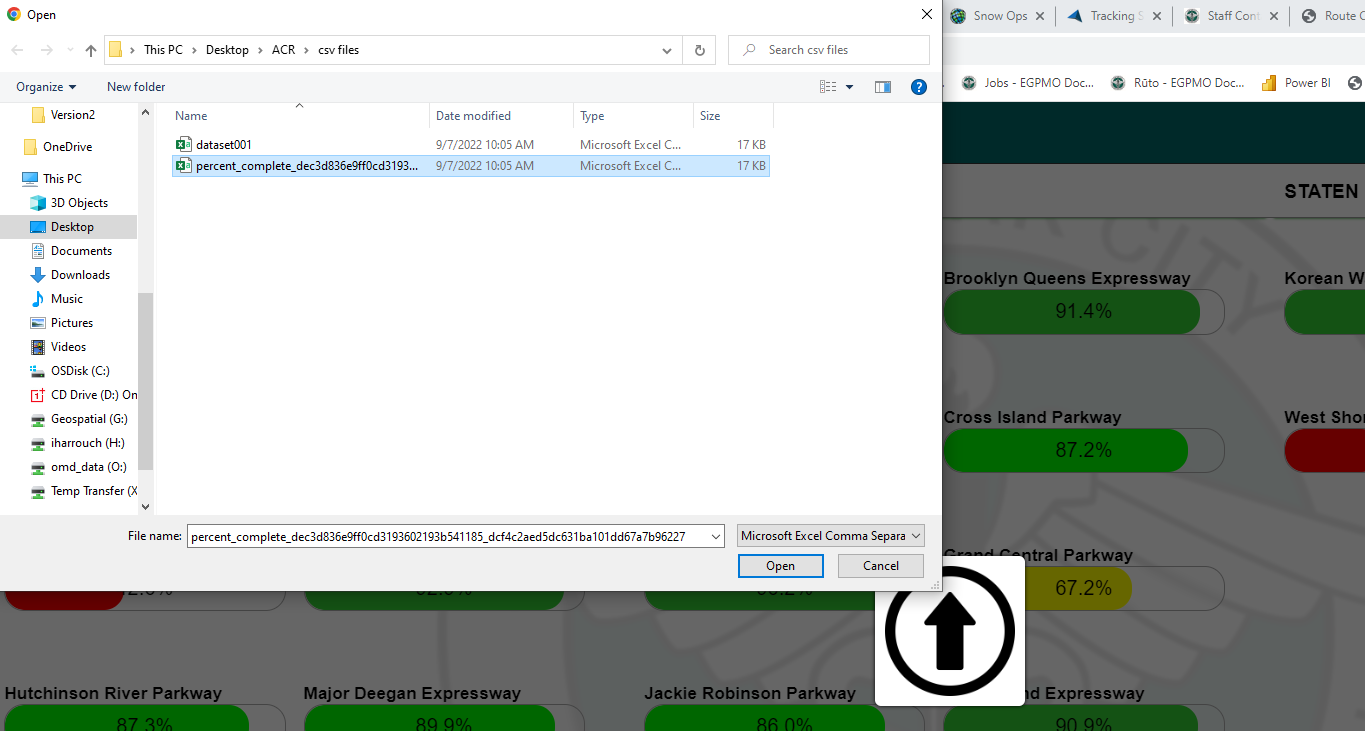 Open
Snow Ops
Tracking S
Staff Cont
Route C
This PC > Desktop > ACR > csv files
Search csv files
Organize
New folder
Jobs - EGPMO Doc...
Rūto - EGPMO Doc...
Power BI
Name
Date modified
Type
Size
Version2
OneDrive
This PC
3D Objects
Desktop
Documents
Downloads
Music
Pictures
Videos
OSDisk (C:)
CD Drive (D:) On
Geospatial (G:)
iharrouch (H:)
omd_data (O:)
Temp Transfer (X
dataset001 9/7/2022 10:05 AM Microsoft Excel C... 17 KB
percent_complete_dec3d836e9ff0cd3193... 9/7/2022 10:05 AM Microsoft Excel C... 17 KB
File name: percent_complete_dec3d836e9ff0cd3193602193b541185_dcf4c2aed5dc631ba101dd67a7b96227
Microsoft Excel Comma Separa
Open
Cancel
STATEN
CITY
Brooklyn Queens Expressway
91.4%
Korean W
Cross Island Parkway
87.2%
West Shor
Grand Central Parkway
67.2%
Hutchinson River Parkway
87.3%
Major Deegan Expressway
89.9%
Jackie Robinson Parkway
86.0%
nd Expressway
90.9%